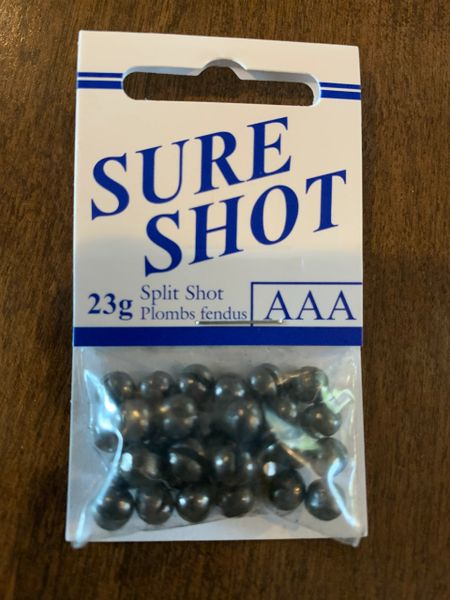 SURE
SHOT
23g
Split Shot
Plombs fendus
AAA